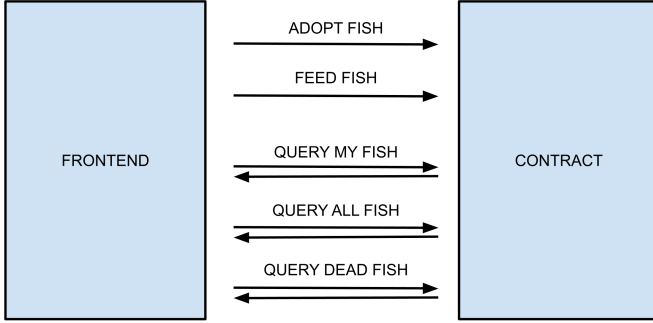 ADOPT FISH
FEED FISH
FRONTEND
QUERY MY FISH
CONTRACT
QUERY ALL FISH
QUERY DEAD FISH